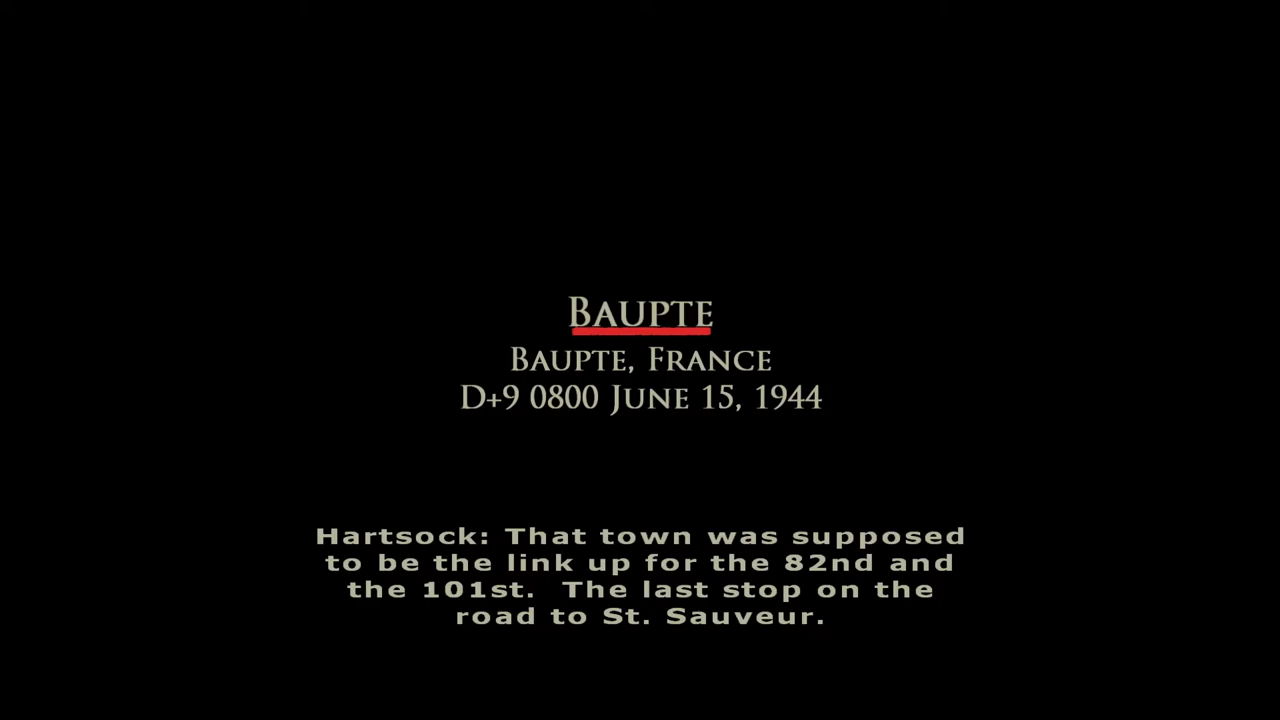 Baupte
Baupte, France
D+9 0800 June 15, 1944
Hartsock: That town was supposed
to be the link up for the 82nd and
the 101st.  The last stop on the
road to St. Sauveur.